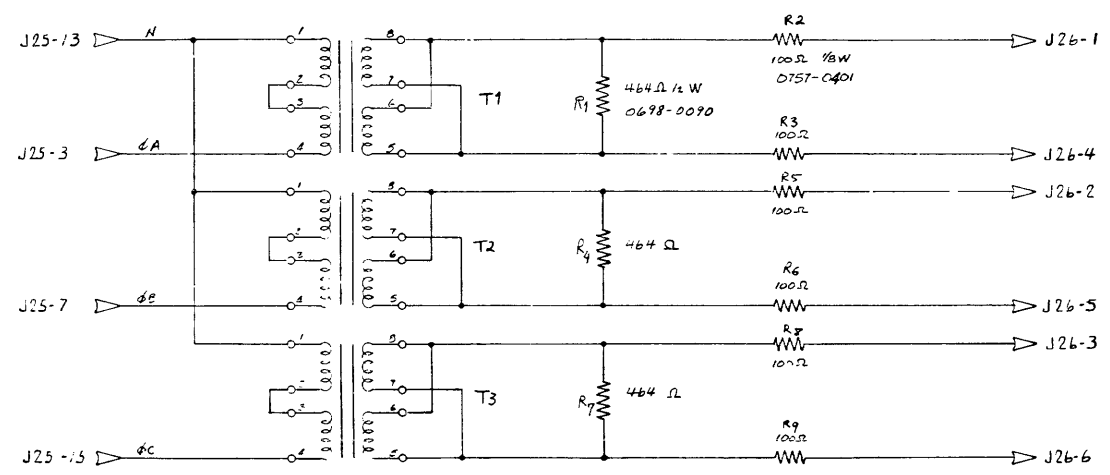 J25-13 N 1 8 R2 J26-1
100Ω 1/8W
0757-0401
2 7
3 6 T1 R1 464Ω 1/2 W
0698-0090
R3
100Ω
J25-3 ϕA 4 5 J26-4
R5
1 8 J26-2
100Ω
2 7
3 6 T2 R4 464 Ω
R6
100Ω
J25-7 ϕB 4 5 J26-5
R8
1 8 J26-3
100Ω
7
6 T3 R7 464 Ω
R9
100Ω
J25-15 ϕC 4 5 J26-6